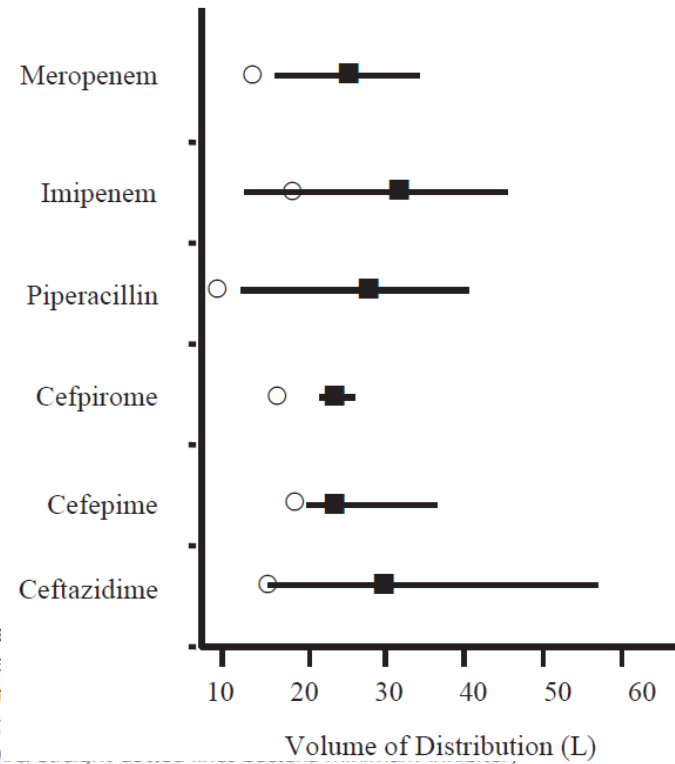 Meropenem
Imipenem
Piperacillin
Cefpirome
Cefepime
Ceftazidime
10 20 30 40 50 60
Volume of Distribution (L)